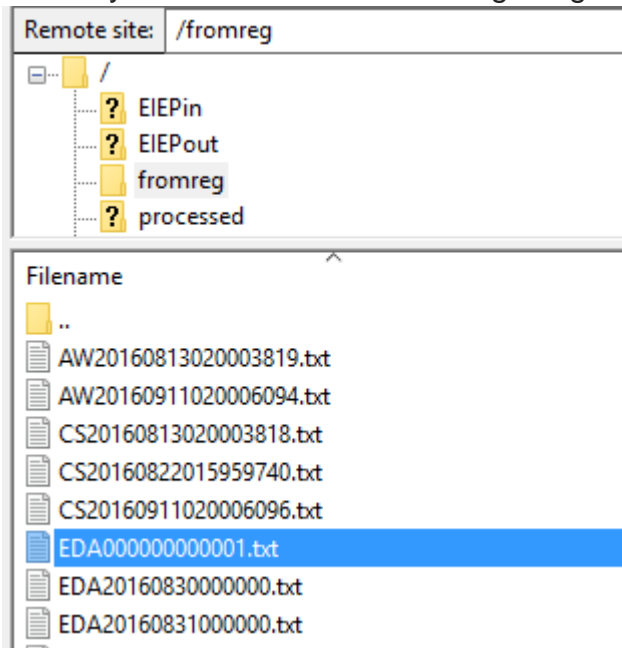 Remote site: /fromreg
/
EIEPin
EIEPout
fromreg
processed
Filename
..
AW20160813020003819.txt
AW20160911020006094.txt
CS20160813020003818.txt
CS20160822015959740.txt
CS20160911020006096.txt
EDA000000000001.txt
EDA20160830000000.txt
EDA20160831000000.txt